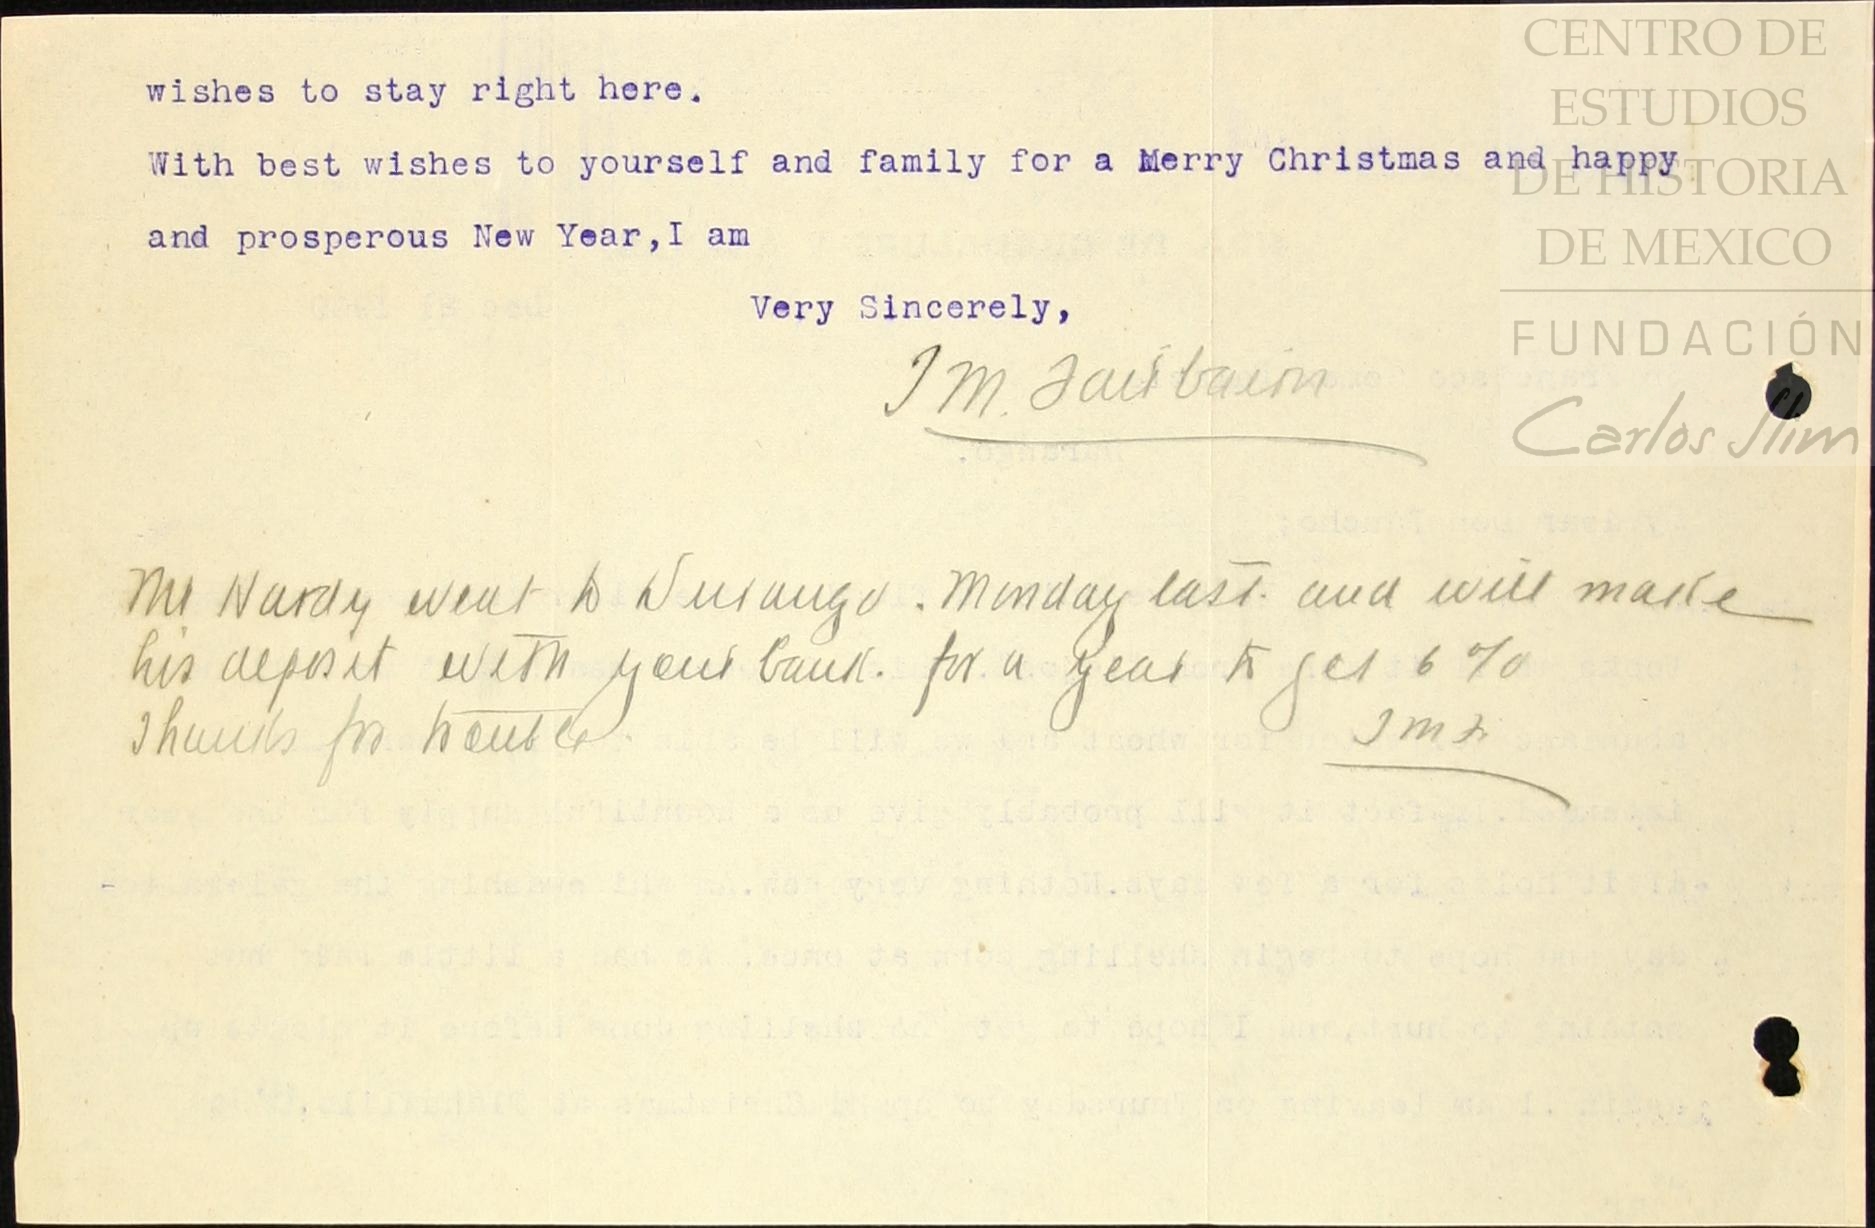 wishes to stay right here.
With best wishes to yourself and family for a Merry Christmas and happy
and prosperous New Year,I am
Very Sincerely,
J M. Fairbairn
Mr Hardy went to Durango. Monday last. and will make
his deposit with your bank. for a year to get 6 %
Thanks for trouble
J M F
CENTRO DE
ESTUDIOS
DE HISTORIA
DE MEXICO
FUNDACIÓN
Carlos Slim